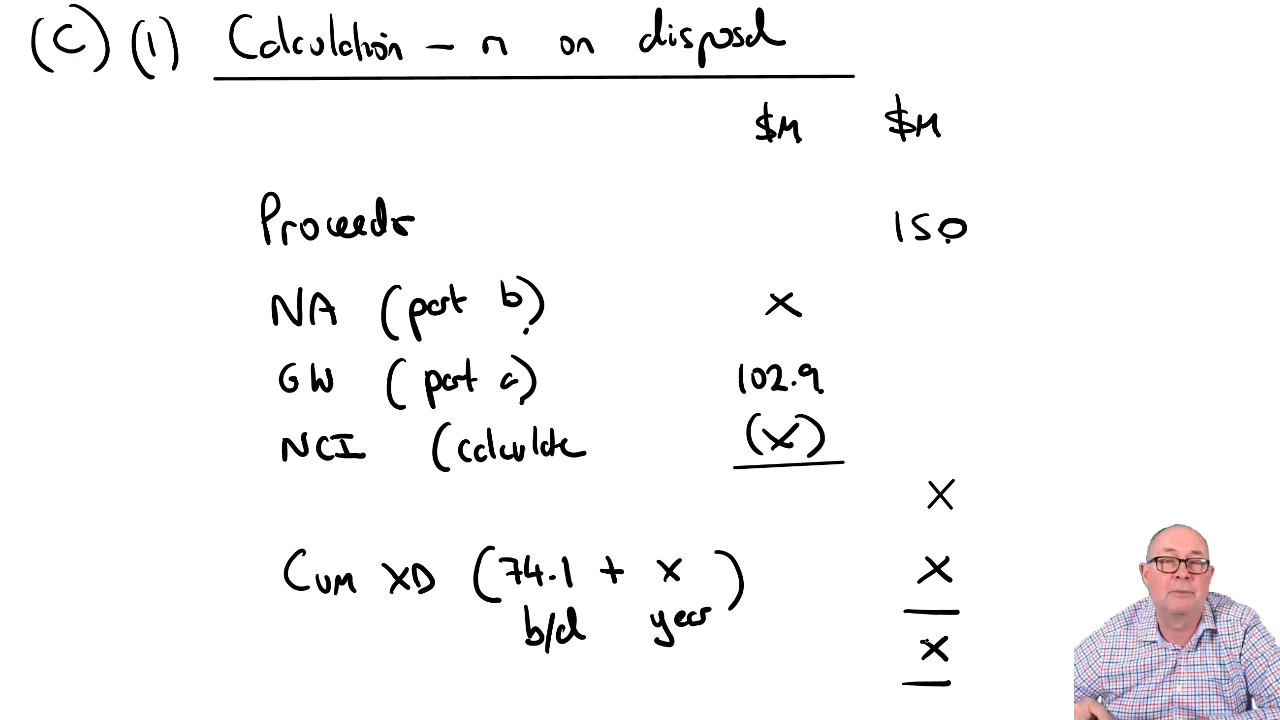 (C) (1) Calculation - n on disposal
$M $M
Proceeds 150
NA (part b) x
GW (part a) 102.9
NCI (calculate (x)
x
Cum XD (74.1 + x) x
b/d year
x